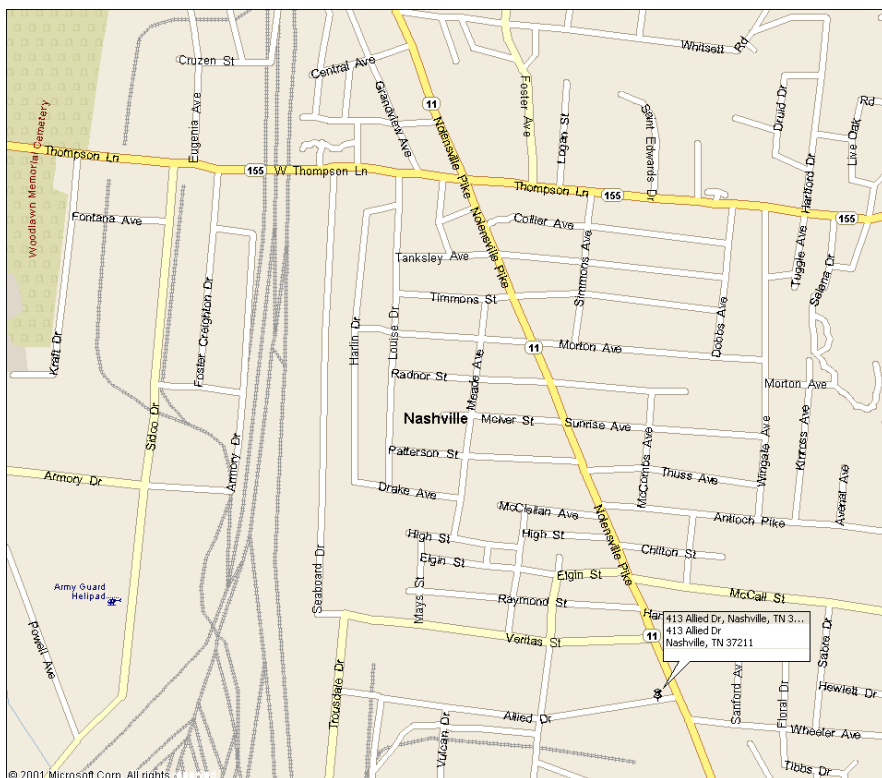 Whitsett Rd
Cruzen St
Central Ave
Grandview Ave
Eugenia Ave
11
Nolensville Pike
Foster Ave
Logan St
Saint Edwards Dr
Druid Dr
Live Oak Rd
Woodlawn Memorial Cemetery
Thompson Ln
155
W Thompson Ln
Thompson Ln
155
Hartford Dr
155
Fontana Ave
Nolensville Pike
Collier Ave
Tanksley Ave
Simmons Ave
Tuggle Ave
Selena Dr
Timmons St
Dobbs Ave
Kraft Dr
Foster Creighton Dr
Harlin Dr
Louise Dr
11
Morton Ave
Radnor St
Meade Ave
Morton Ave
Sidco Dr
Nashville
McIver St
Sunrise Ave
Wingate Ave
Kinross Ave
Patterson St
McCombs Ave
Thuss Ave
Armory Dr
Armory Dr
Drake Ave
McClellan Ave
Antioch Pike
Avenal Ave
Nolensville Pike
High St
High St
Chilton St
Elgin St
Elgin St
McCall St
Seaboard Dr
Mays St
Army Guard
Helipad
Raymond St
Har
413 Allied Dr, Nashville, TN 3...
413 Allied Dr
Nashville, TN 37211
Veritas St
11
Powell Ave
Trousdale Dr
Allied Dr
Vulcan Dr
Sanford Ave
Floral Dr
Sabre Dr
Hewlett Dr
Wheeler Ave
Tibbs Dr
© 2001 Microsoft Corp. All rights